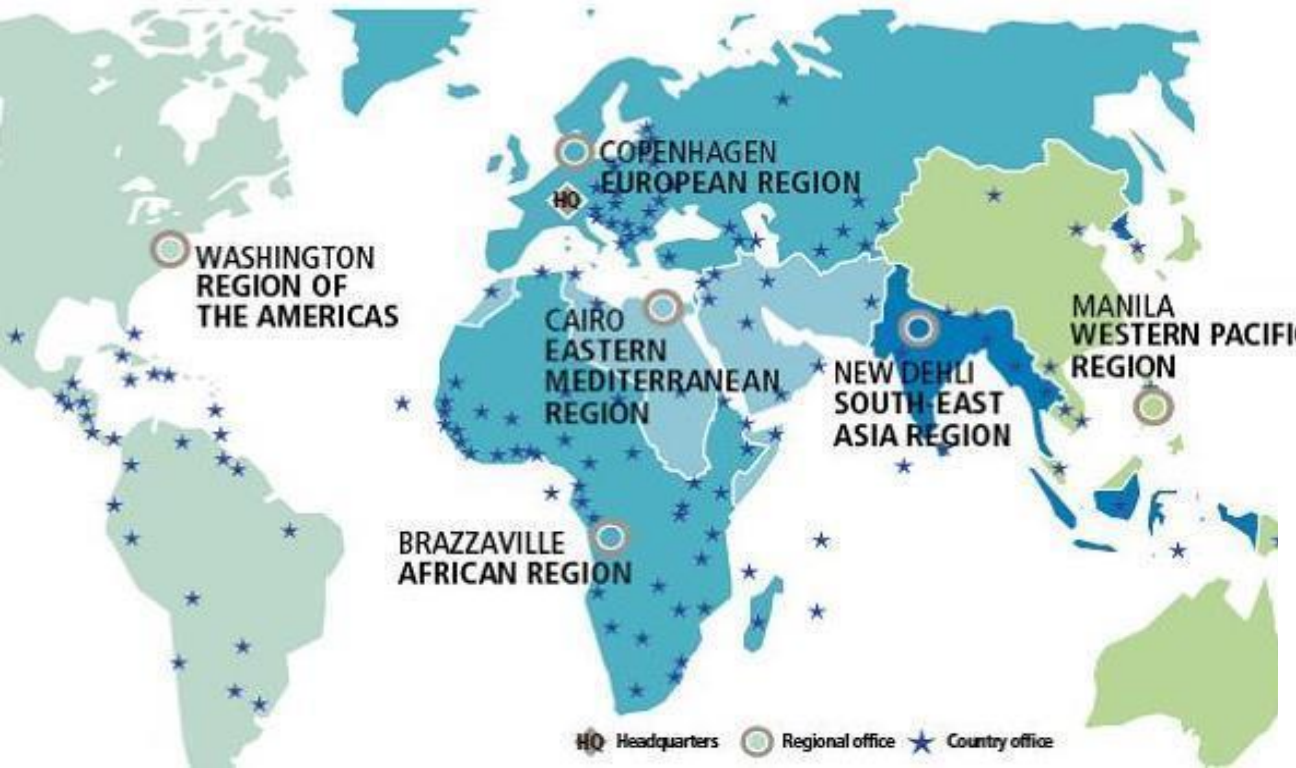 COPENHAGEN
EUROPEAN REGION
HQ
WASHINGTON
REGION OF
THE AMERICAS
CAIRO
EASTERN
MEDITERRANEAN
REGION
MANILA
WESTERN PACIFI
REGION
NEW DEHLI
SOUTH-EAST
ASIA REGION
BRAZZAVILLE
AFRICAN REGION
HQ Headquarters Regional office Country office